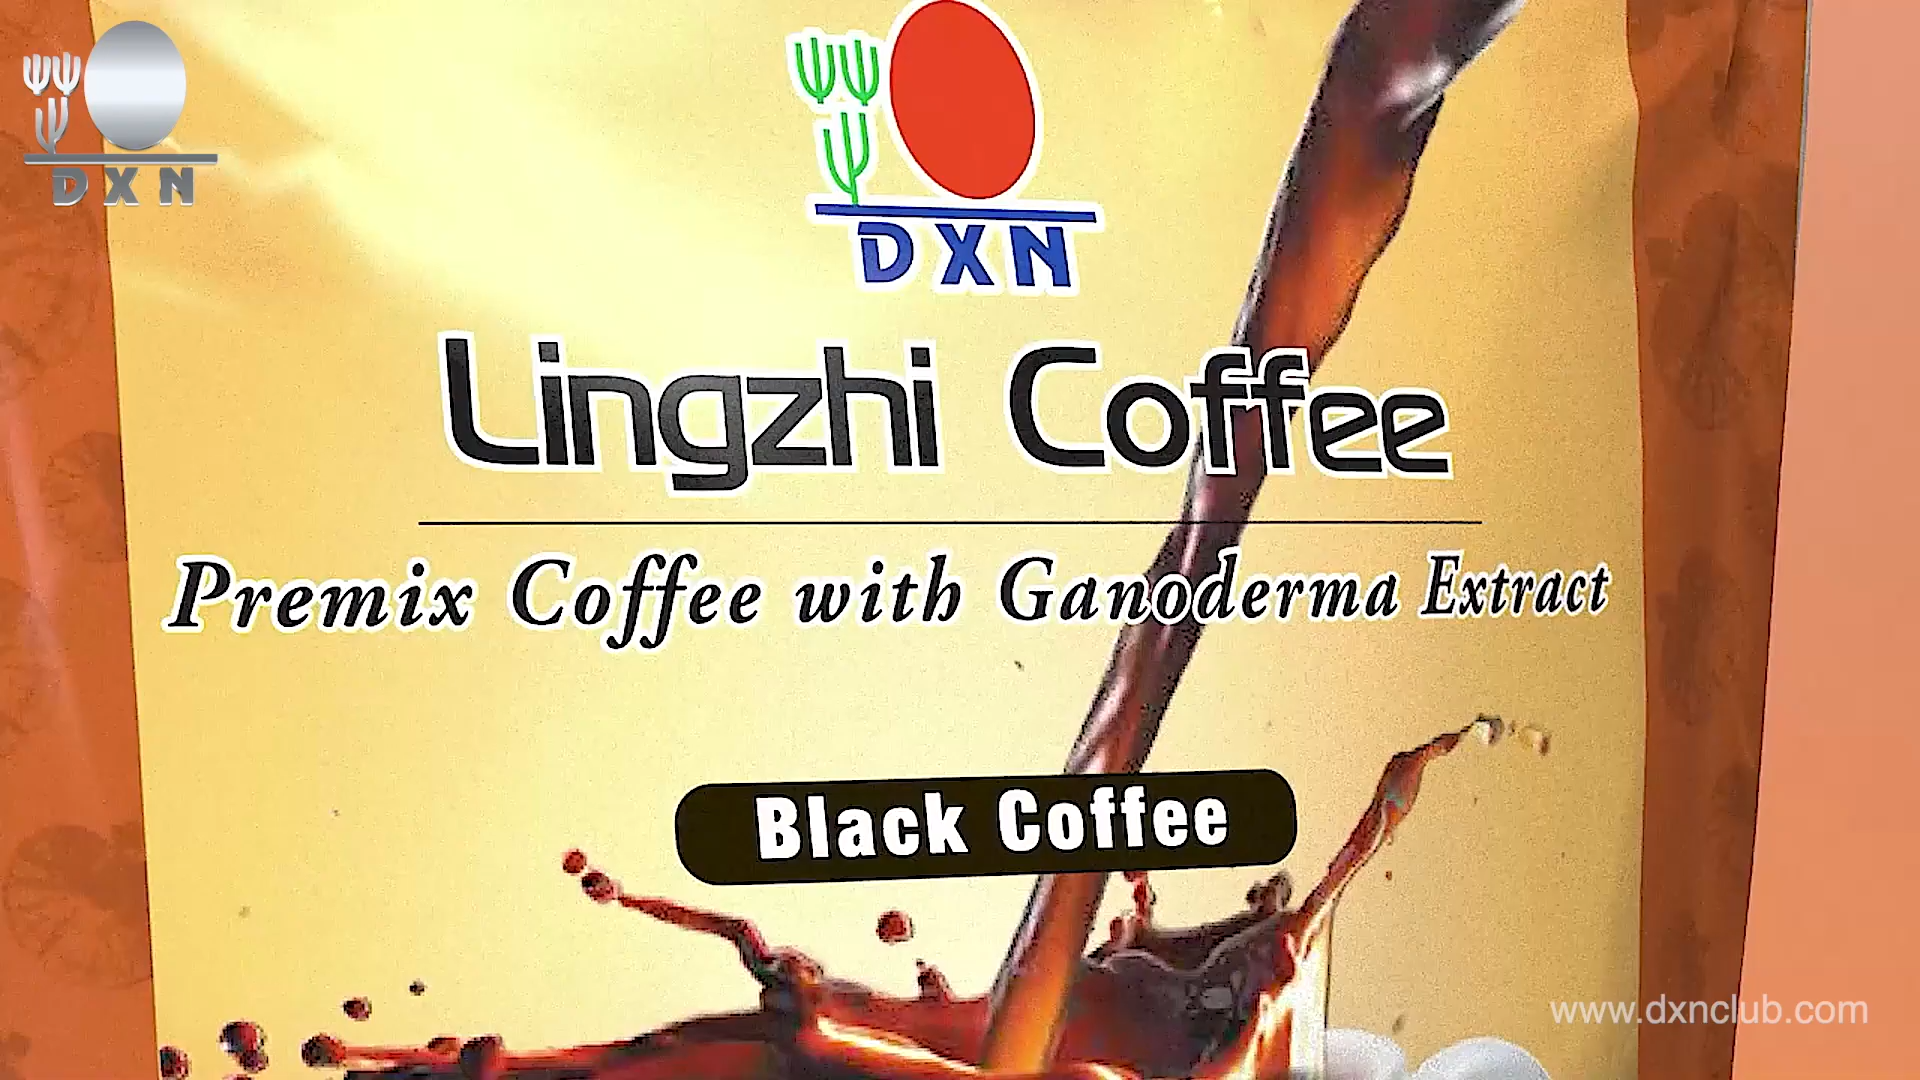 DXN
DXN
Lingzhi Coffee
Premix Coffee with Ganoderma Extract
Black Coffee
www.dxnclub.com